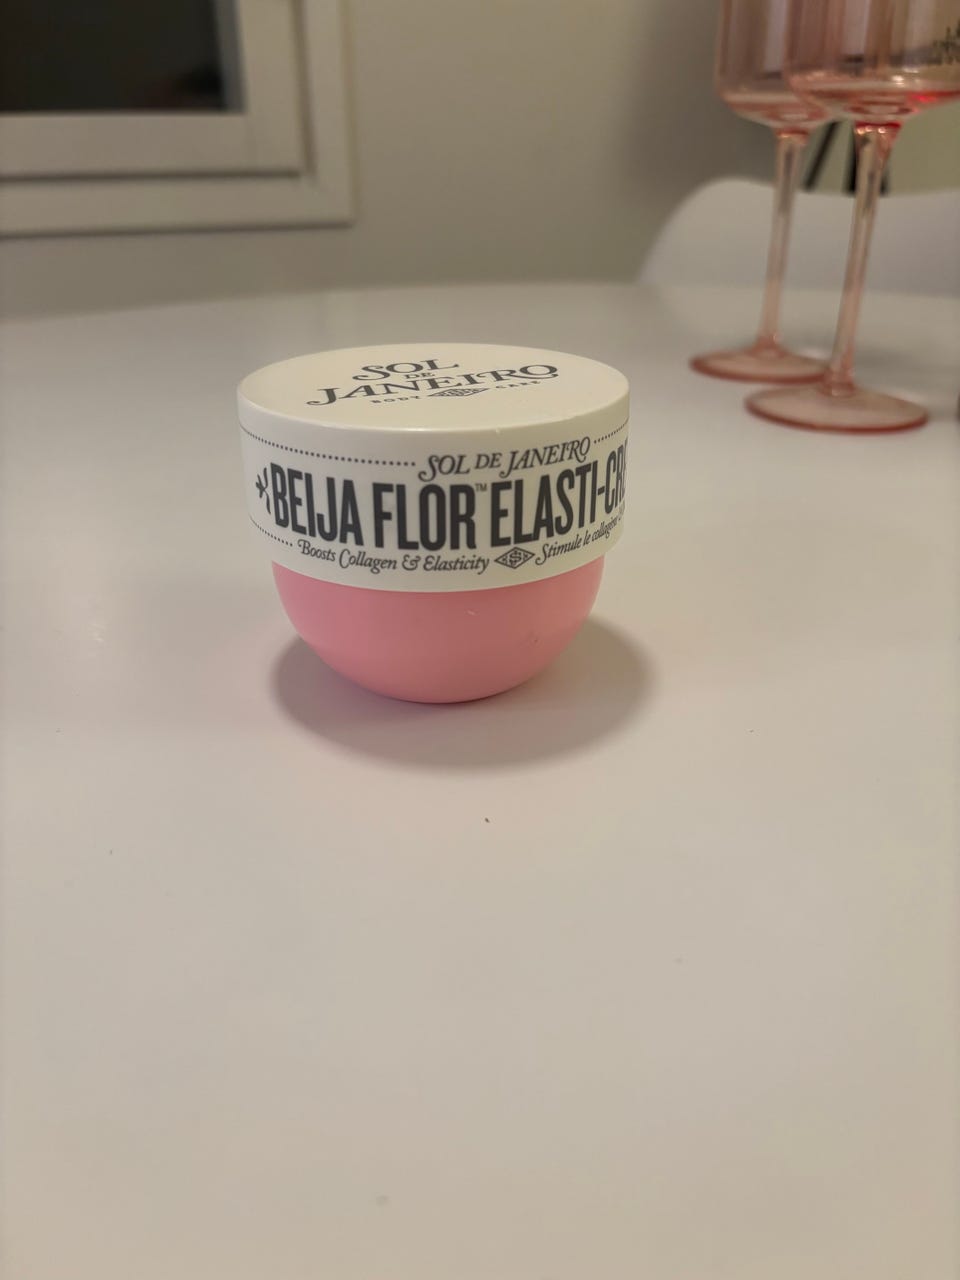 SOL
DE
JANEIRO
BODY CARE
SOL DE JANEIRO
BEIJA FLOR™ ELASTI-CR
Boosts Collagen & Elasticity Stimule le collagène